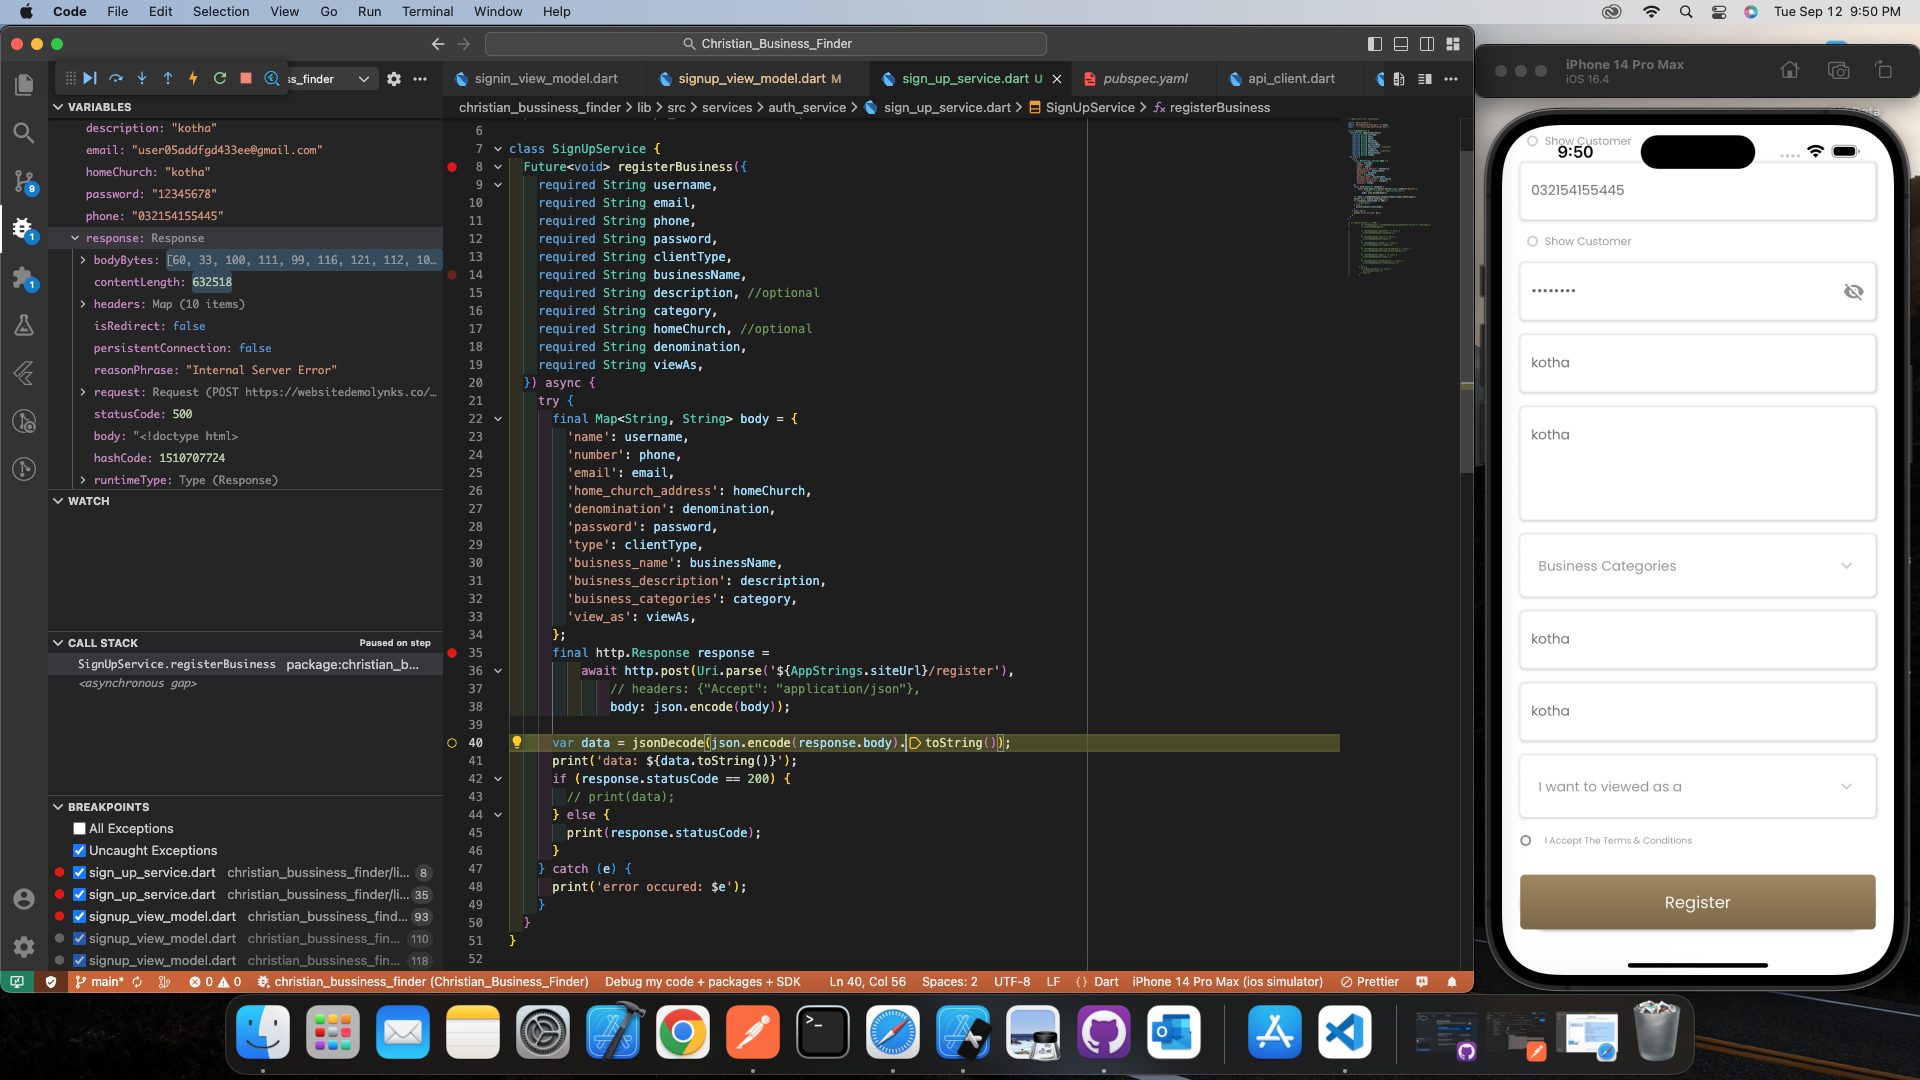 Code File Edit Selection View Go Run Terminal Window Help
Tue Sep 12 9:50 PM
Christian_Business_Finder
ss_finder
signin_view_model.dart
signup_view_model.dart M
sign_up_service.dart U
pubspec.yaml
api_client.dart
christian_bussiness_finder > lib > src > services > auth_service > sign_up_service.dart > SignUpService > registerBusiness
VARIABLES
description: "kotha"
email: "user05addfgd433ee@gmail.com"
homeChurch: "kotha"
password: "12345678"
phone: "032154155445"
response: Response
bodyBytes: [60, 33, 100, 111, 99, 116, 121, 112, 10…
contentLength: 632518
headers: Map (10 items)
isRedirect: false
persistentConnection: false
reasonPhrase: "Internal Server Error"
request: Request (POST https://websitedemolynks.co/…
statusCode: 500
body: "<!doctype html>
hashCode: 1510707724
runtimeType: Type (Response)
WATCH
CALL STACK
Paused on step
SignUpService.registerBusiness package:christian_b...
<asynchronous gap>
BREAKPOINTS
All Exceptions
Uncaught Exceptions
sign_up_service.dart christian_bussiness_finder/li... 8
sign_up_service.dart christian_bussiness_finder/li... 35
signup_view_model.dart christian_bussiness_find... 93
signup_view_model.dart christian_bussiness_fin... 110
signup_view_model.dart christian_bussiness_fin... 118
6
7 class SignUpService {
8 Future<void> registerBusiness({
9 required String username,
10 required String email,
11 required String phone,
12 required String password,
13 required String clientType,
14 required String businessName,
15 required String description, //optional
16 required String category,
17 required String homeChurch, //optional
18 required String denomination,
19 required String viewAs,
20 }) async {
21 try {
22 final Map<String, String> body = {
23 'name': username,
24 'number': phone,
25 'email': email,
26 'home_church_address': homeChurch,
27 'denomination': denomination,
28 'password': password,
29 'type': clientType,
30 'buisness_name': businessName,
31 'buisness_description': description,
32 'buisness_categories': category,
33 'view_as': viewAs,
34 };
35 final http.Response response =
36 await http.post(Uri.parse('${AppStrings.siteUrl}/register'),
37 // headers: {"Accept": "application/json"},
38 body: json.encode(body));
39
40 var data = jsonDecode(json.encode(response.body).toString());
41 print('data: ${data.toString()}');
42 if (response.statusCode == 200) {
43 // print(data);
44 } else {
45 print(response.statusCode);
46 }
47 } catch (e) {
48 print('error occured: $e');
49 }
50 }
51 }
52
9
1
1
main* 0 0 christian_bussiness_finder (Christian_Business_Finder) Debug my code + packages + SDK Ln 40, Col 56 Spaces: 2 UTF-8 LF {} Dart iPhone 14 Pro Max (ios simulator) Prettier
iPhone 14 Pro Max
iOS 16.4
Show Customer
9:50
032154155445
Show Customer
••••••••
kotha
kotha
Business Categories
kotha
kotha
I want to viewed as a
I Accept The Terms & Conditions
Register